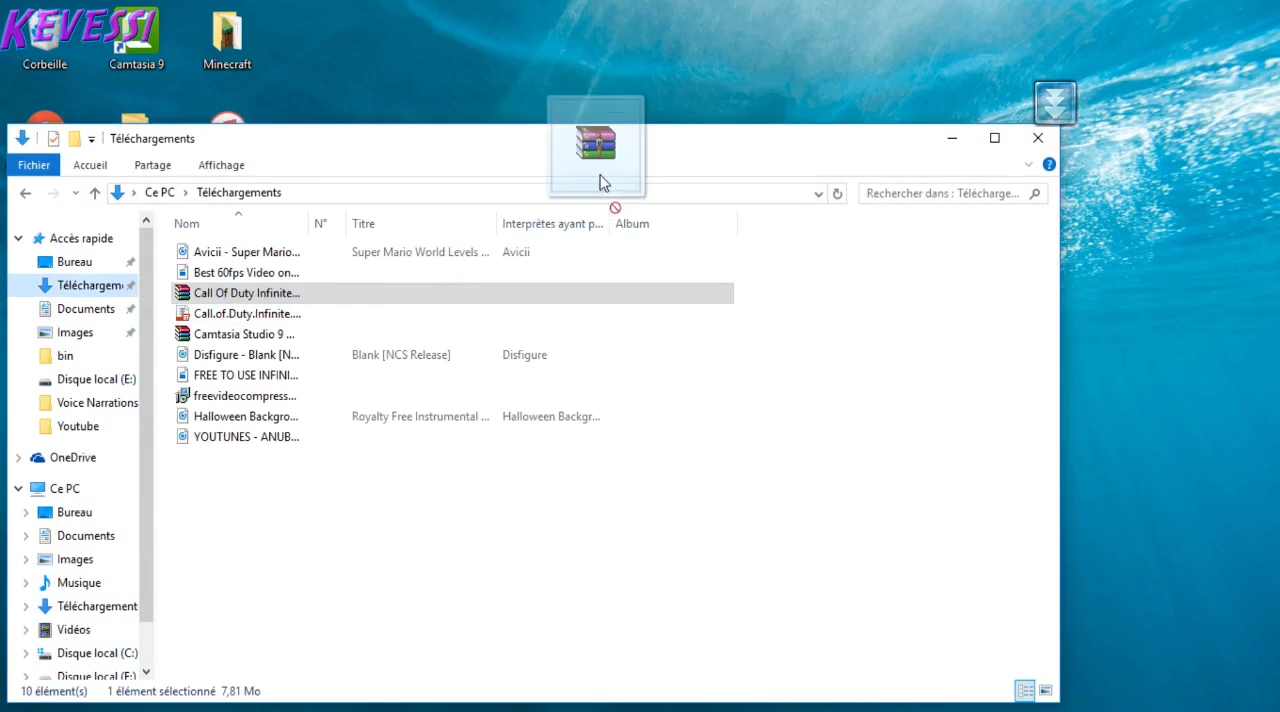 KEVESSI
Corbeille
Camtasia 9
Minecraft
Téléchargements
Fichier
Accueil
Partage
Affichage
Ce PC
Téléchargements
Rechercher dans : Télécharge...
Nom
N°
Titre
Interprètes ayant p...
Album
Accès rapide
Bureau
Téléchargem
Documents
Images
bin
Disque local (E:)
Voice Narrations
Youtube
OneDrive
Ce PC
Bureau
Documents
Images
Musique
Téléchargement
Vidéos
Disque local (C:)
Disque local (E:)
Avicii - Super Mario... Super Mario World Levels ... Avicii
Best 60fps Video on...
Call Of Duty Infinite...
Call.of.Duty.Infinite....
Camtasia Studio 9 ...
Disfigure - Blank [N... Blank [NCS Release] Disfigure
FREE TO USE INFINI...
freevideocompress...
Halloween Backgro... Royalty Free Instrumental ... Halloween Backgr...
YOUTUNES - ANUB...
10 élément(s) 1 élément sélectionné 7,81 Mo